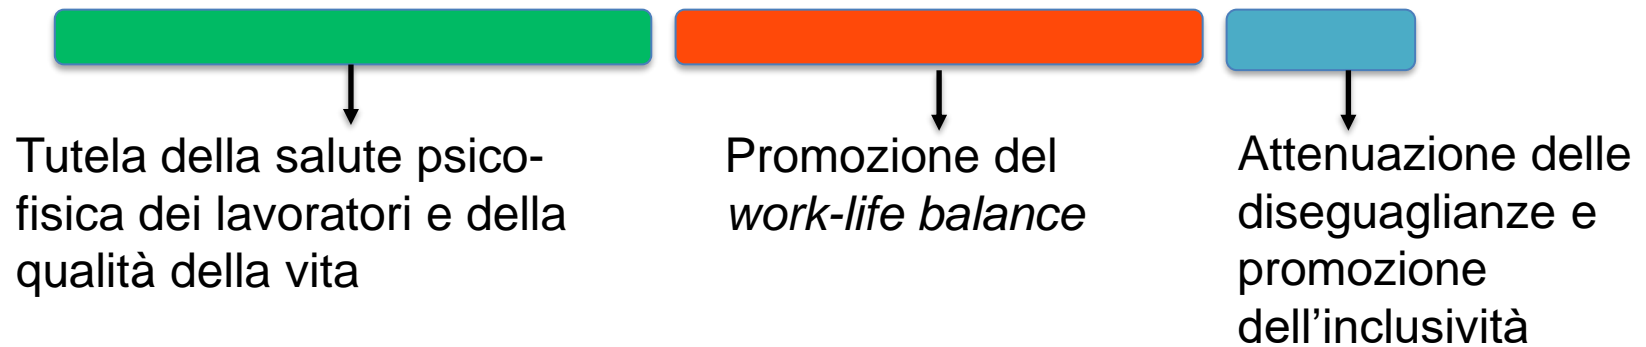 Tutela della salute psico-
fisica dei lavoratori e della
qualità della vita
Promozione del
work-life balance
Attenuazione delle
diseguaglianze e
promozione
dell’inclusività